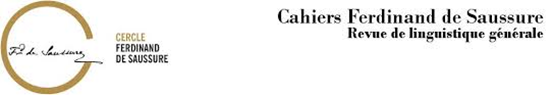 F. de Saussure
CERCLE
FERDINAND
DE SAUSSURE
Cahiers Ferdinand de Saussure
Revue de linguistique générale